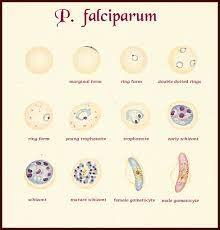 P. falciparum
marginal form ring form double dotted rings
ring form young trophozoite trophozoite early schizont
schizont mature schizont female gametocyte male gametocyte